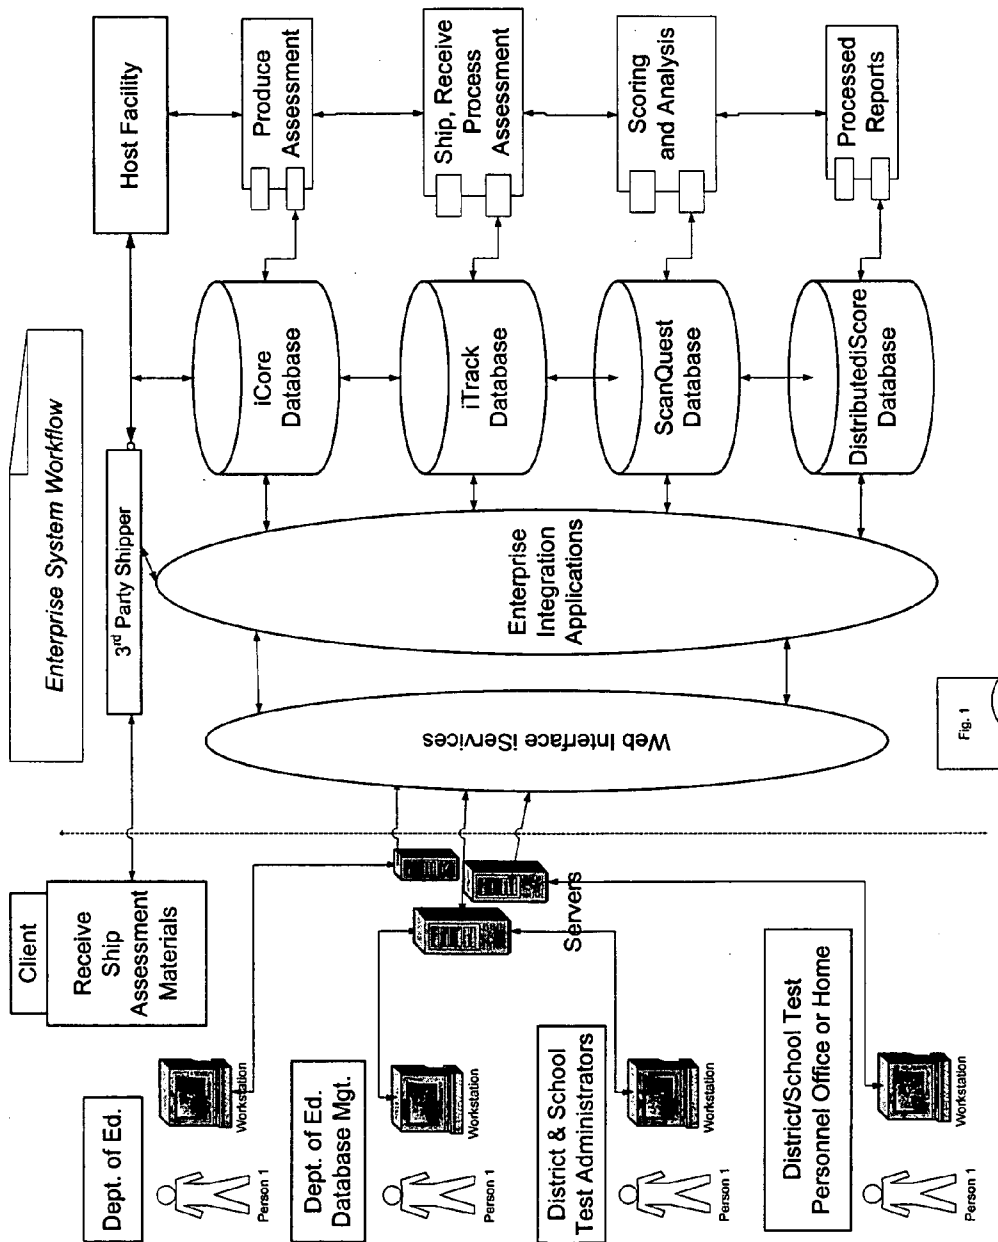 Enterprise System Workflow
Client
Receive
Ship
Assessment
Materials
3rd Party Shipper
Host Facility
Dept. of Ed.
Workstation
Person 1
Dept. of Ed.
Database Mgt.
Workstation
Person 1
District & School
Test Administrators
Workstation
Person 1
District/School Test
Personnel Office or Home
Workstation
Person 1
Servers
Web Interface iServices
Enterprise
Integration
Applications
iCore
Database
iTrack
Database
ScanQuest
Database
DistributediScore
Database
Produce
Assessment
Ship, Receive
Process
Assessment
Scoring
and Analysis
Processed
Reports
Fig. 1